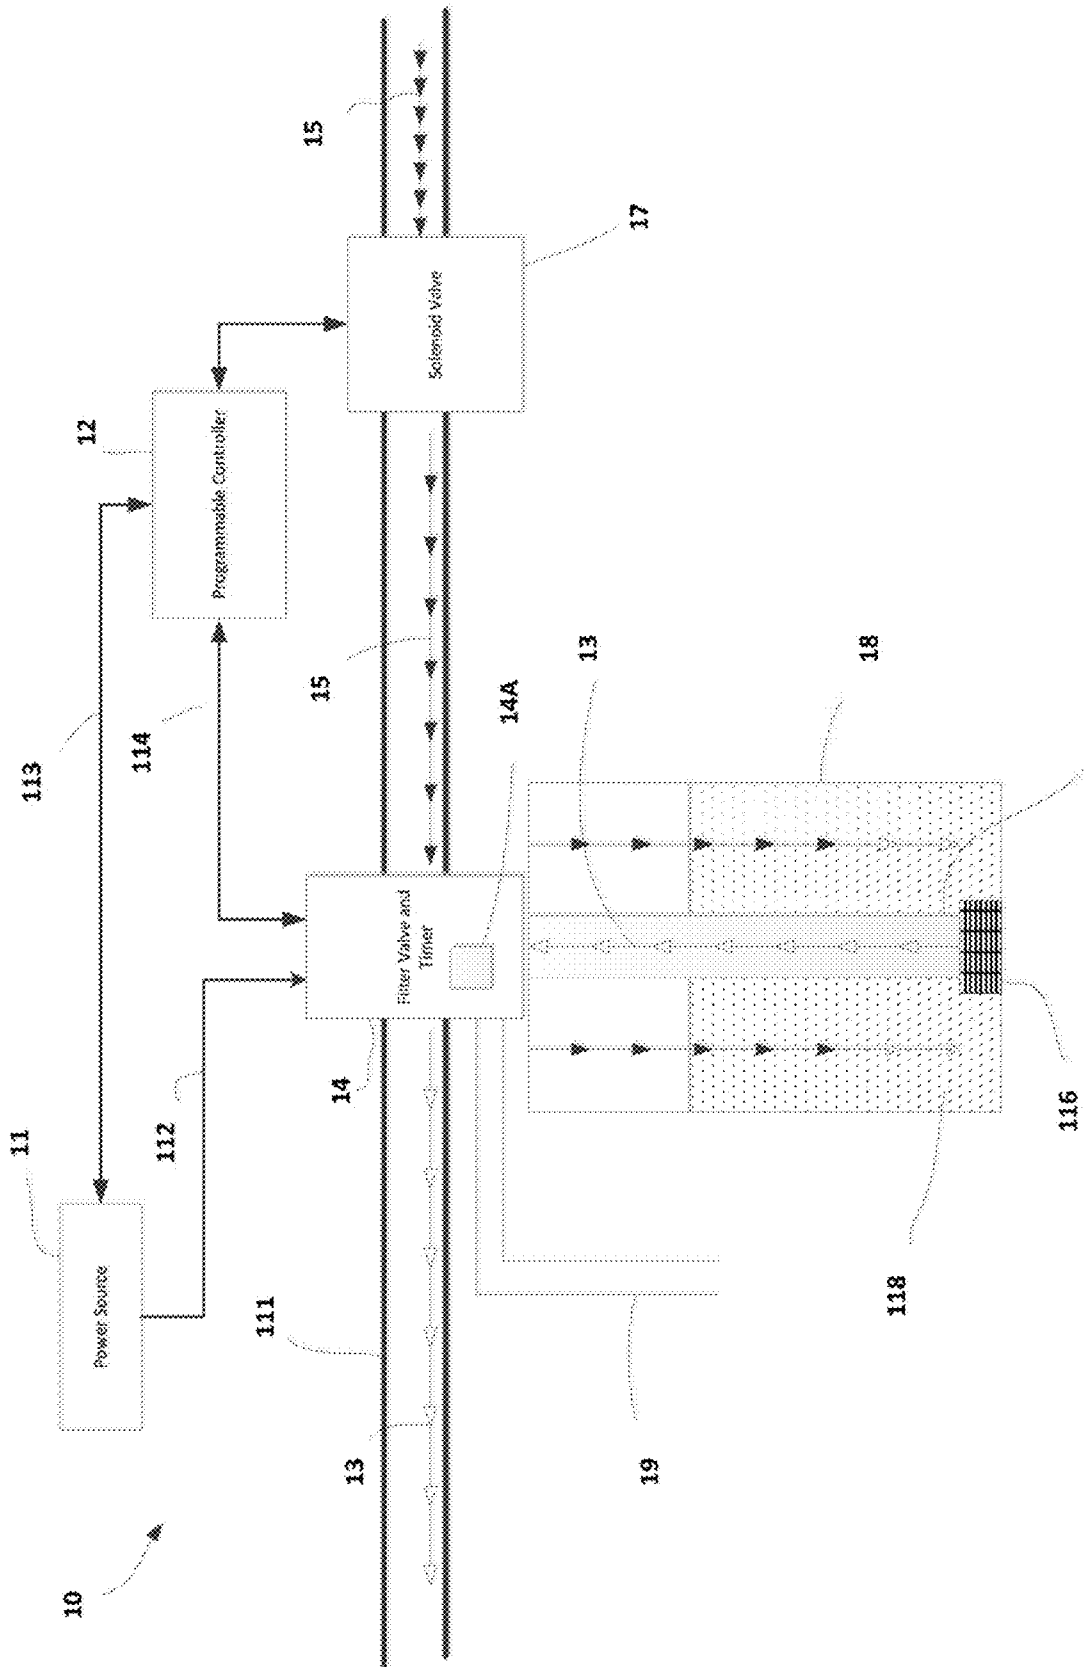 10
11
Power Source
113
12
Programmable Controller
112
114
111
13
14
Filter Valve and
Timer
14A
15
15
Solenoid Valve
17
19
118
116
13
18